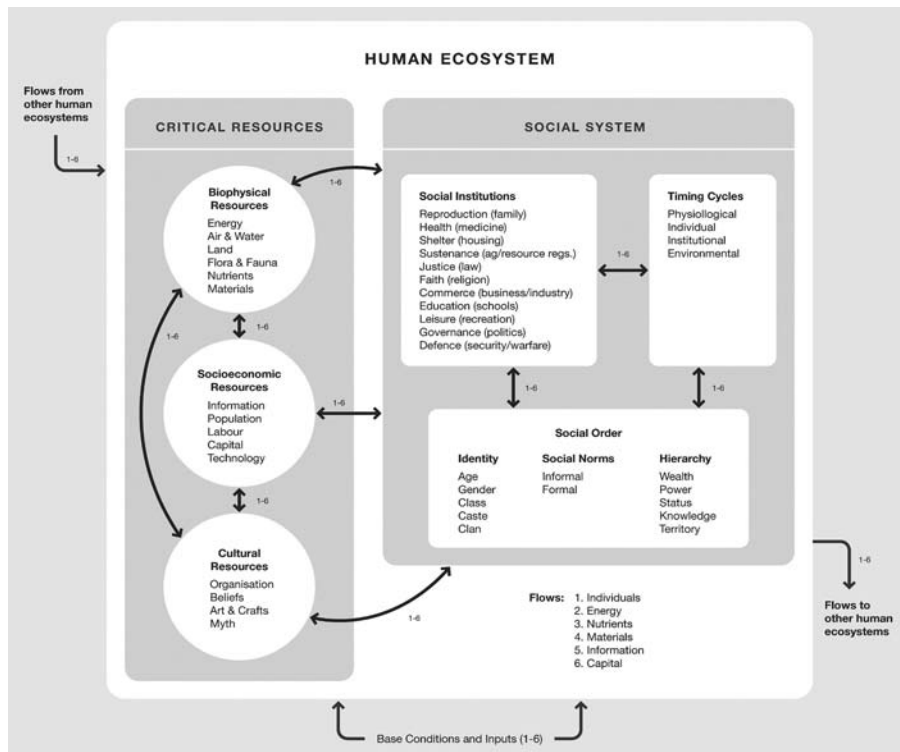 HUMAN ECOSYSTEM
Flows from
other human
ecosystems
1-6
CRITICAL RESOURCES
Biophysical
Resources
Energy
Air & Water
Land
Flora & Fauna
Nutrients
Materials
1-6
1-6
1-6
Socioeconomic
Resources
Information
Population
Labour
Capital
Technology
1-6
1-6
Cultural
Resources
Organisation
Beliefs
Art & Crafts
Myth
1-6
SOCIAL SYSTEM
Social Institutions
Reproduction (family)
Health (medicine)
Shelter (housing)
Sustenance (ag/resource regs.)
Justice (law)
Faith (religion)
Commerce (business/industry)
Education (schools)
Leisure (recreation)
Governance (politics)
Defence (security/warfare)
1-6
Timing Cycles
Physiollogical
Individual
Institutional
Environmental
1-6
1-6
Social Order
Identity
Age
Gender
Class
Caste
Clan
Social Norms
Informal
Formal
Hierarchy
Wealth
Power
Status
Knowledge
Territory
1-6
Flows to
other human
ecosystems
Flows: 1. Individuals
2. Energy
3. Nutrients
4. Materials
5. Information
6. Capital
Base Conditions and Inputs (1-6)